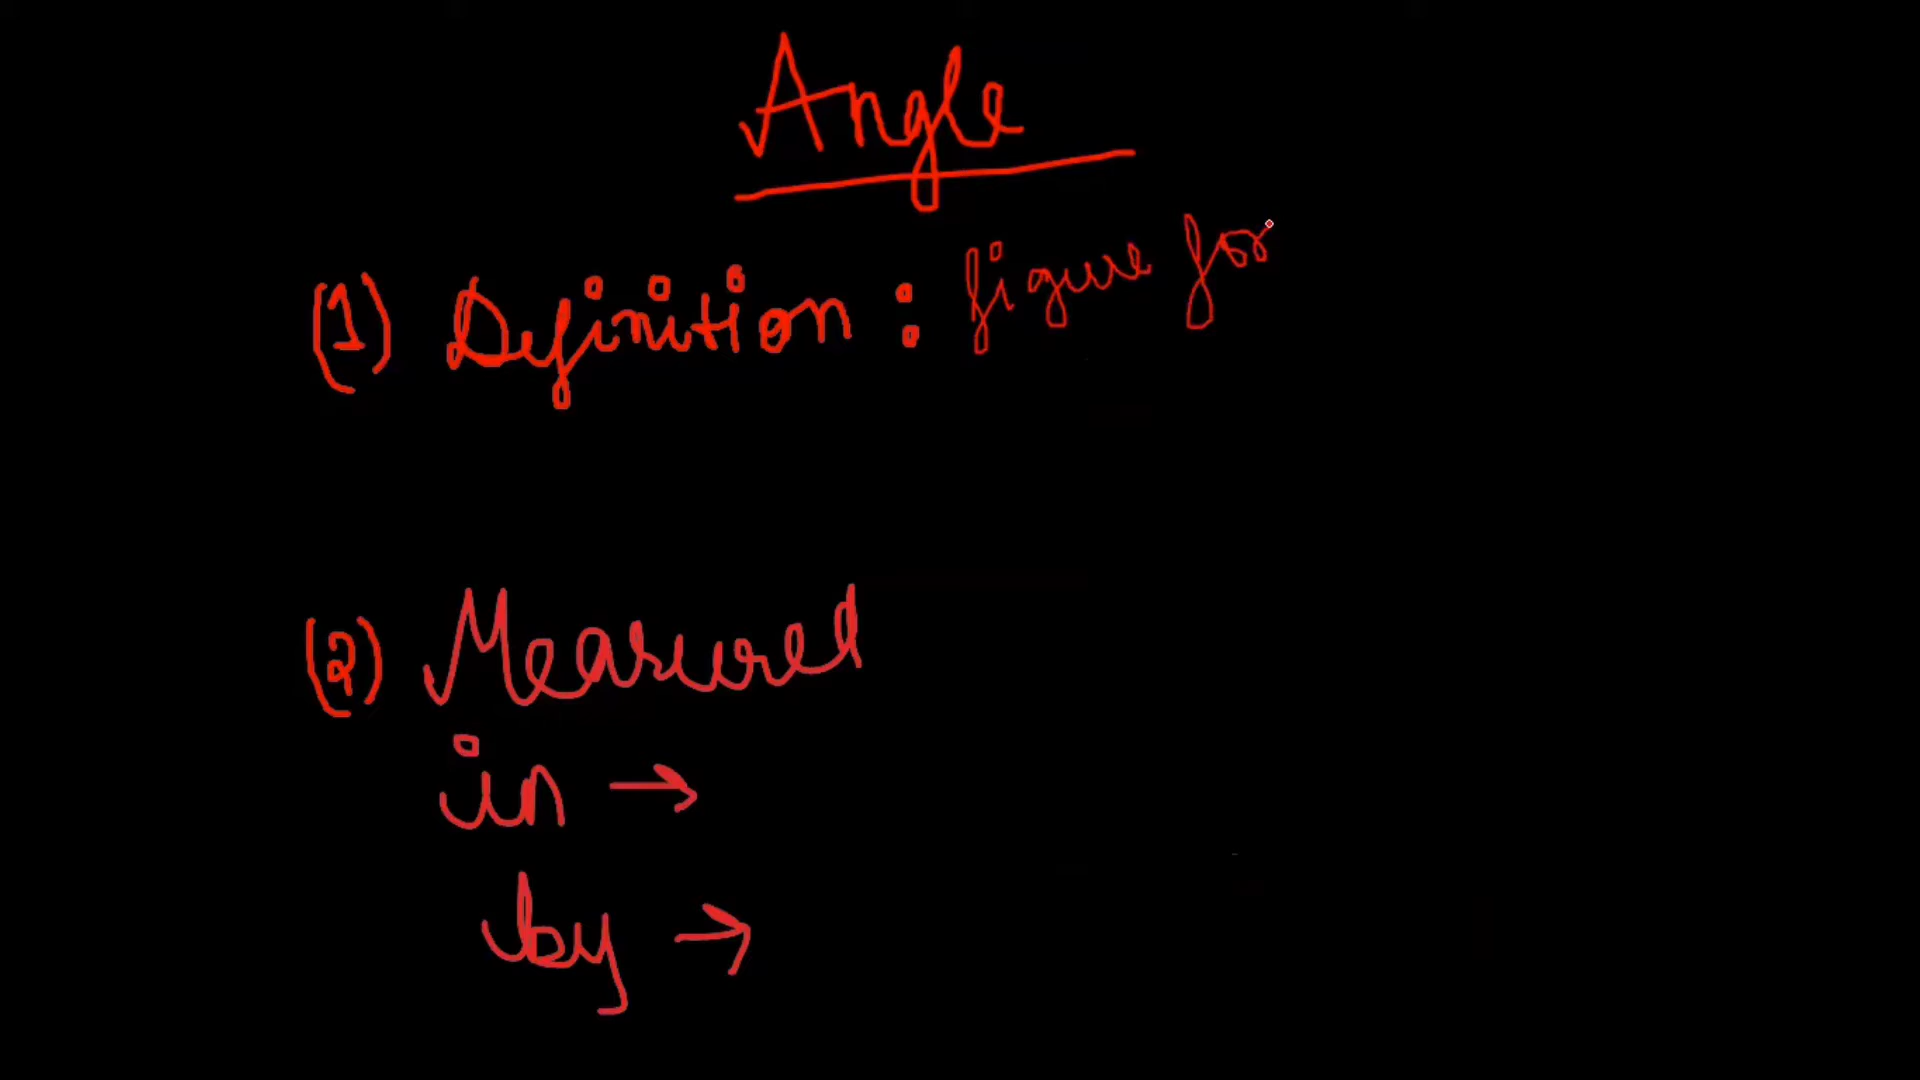 Angle
(1) Definition : figure for
(2) Measured
in →
by →